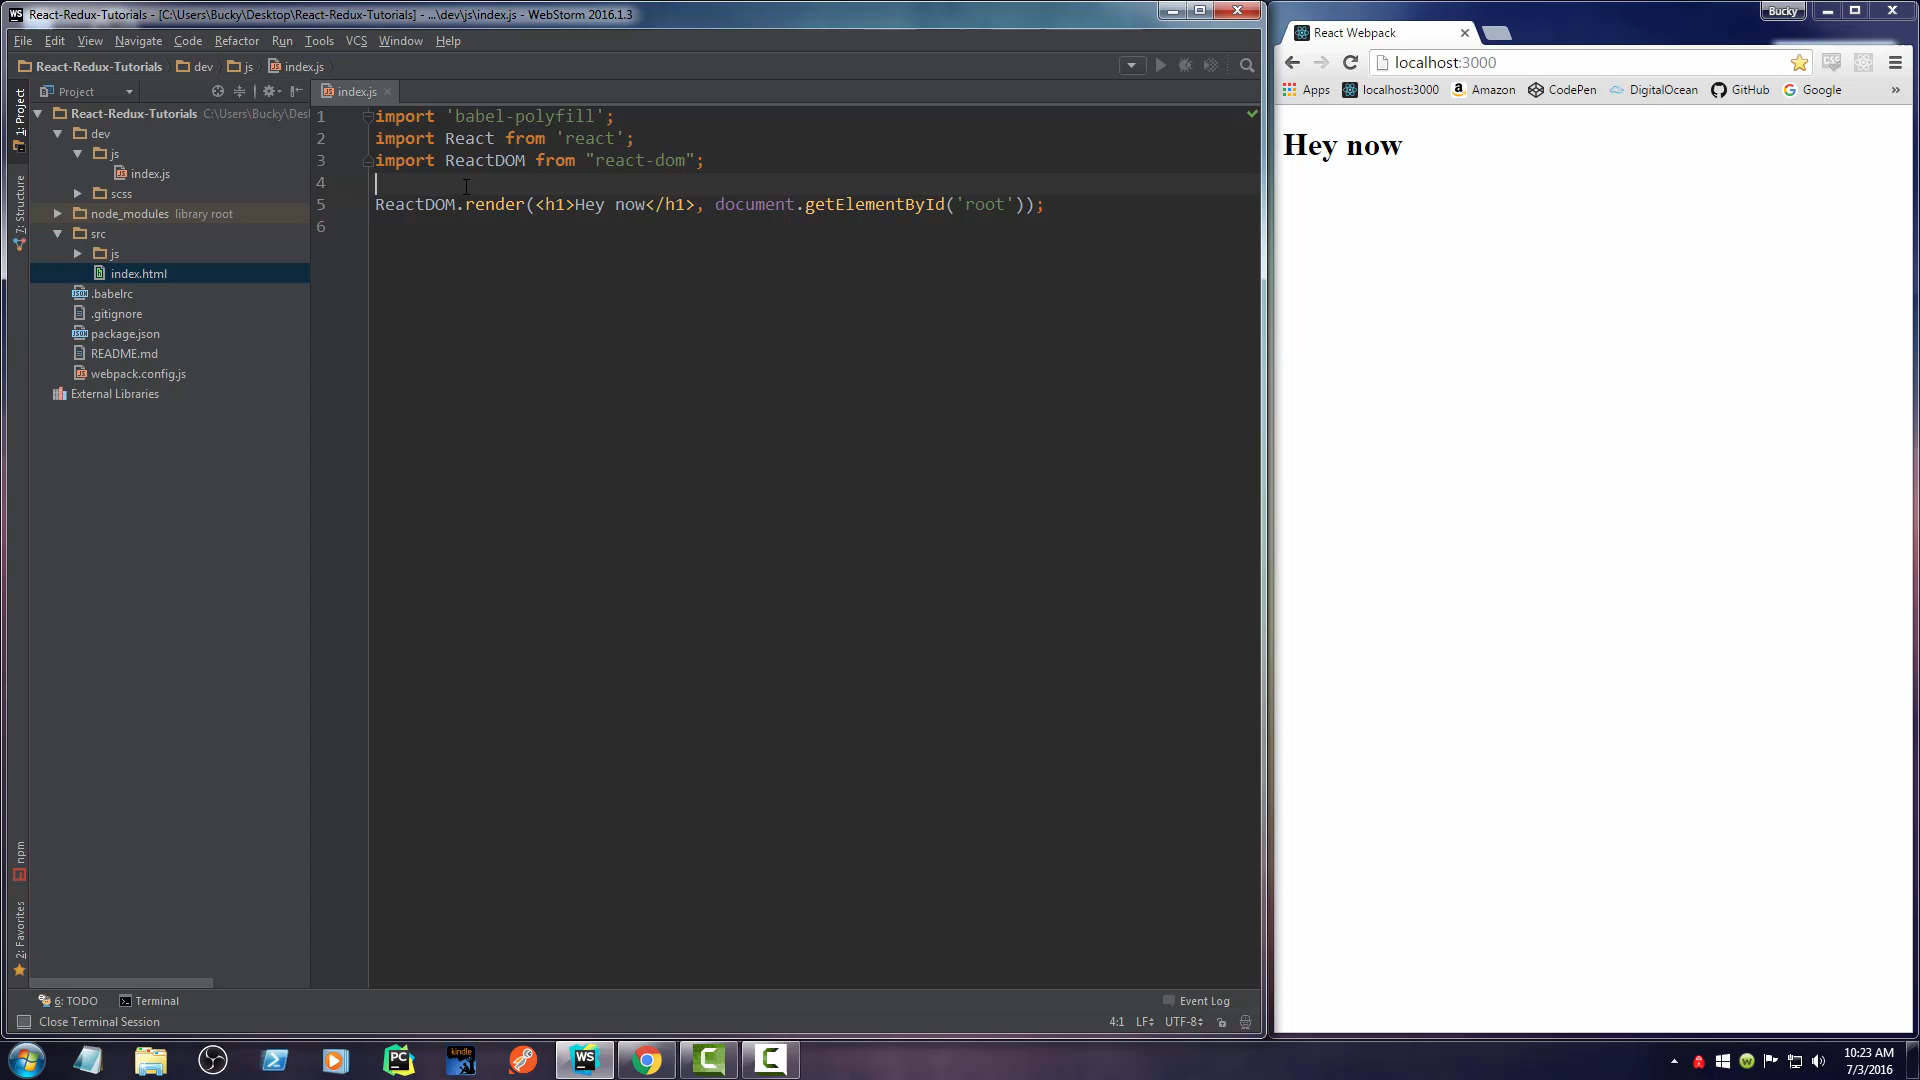 React-Redux-Tutorials - [C:\Users\Bucky\Desktop\React-Redux-Tutorials] - ...\dev\js\index.js - WebStorm 2016.1.3
File Edit View Navigate Code Refactor Run Tools VCS Window Help
React-Redux-Tutorials dev js index.js
Project
index.js
1: Project
7: Structure
npm
2: Favorites
React-Redux-Tutorials C:\Users\Bucky\Des
dev
js
index.js
scss
node_modules library root
src
js
index.html
.babelrc
.gitignore
package.json
README.md
webpack.config.js
External Libraries
1 import 'babel-polyfill';
2 import React from 'react';
3 import ReactDOM from "react-dom";
4
5 ReactDOM.render(<h1>Hey now</h1>, document.getElementById('root'));
6
6: TODO Terminal Event Log
Close Terminal Session 4:1 LF UTF-8
Bucky
React Webpack
localhost:3000
Apps localhost:3000 Amazon CodePen DigitalOcean GitHub Google »
Hey now
PC kindle WS
10:23 AM
7/3/2016